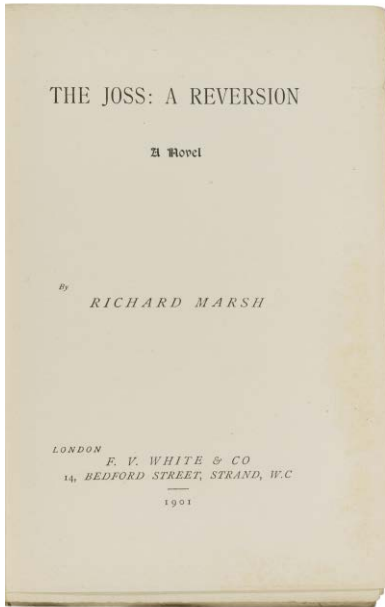 THE JOSS: A REVERSION
A Novel
By
RICHARD MARSH
LONDON
F. V. WHITE & CO
14, BEDFORD STREET, STRAND, W.C
1901